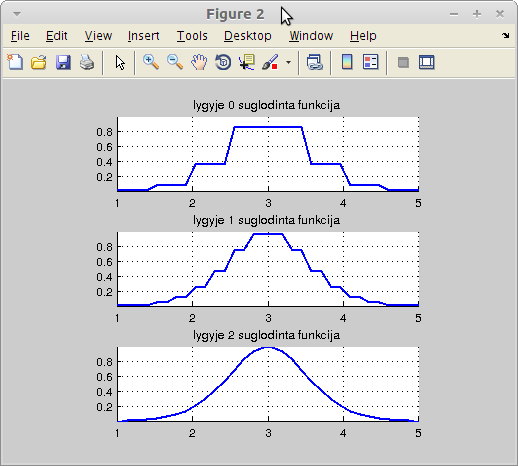 Figure 2
File Edit View Insert Tools Desktop Window Help
lygyje 0 suglodinta funkcija
0.8
0.6
0.4
0.2
1 2 3 4 5
lygyje 1 suglodinta funkcija
0.8
0.6
0.4
0.2
1 2 3 4 5
lygyje 2 suglodinta funkcija
0.8
0.6
0.4
0.2
1 2 3 4 5